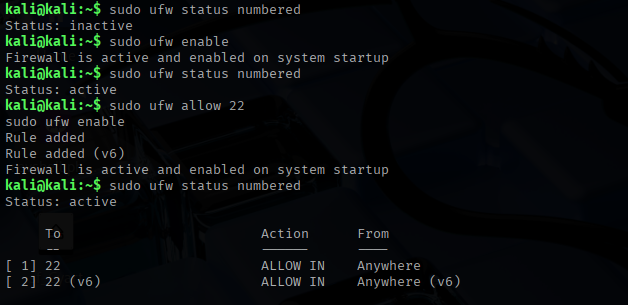 kali@kali:~$ sudo ufw status numbered
Status: inactive
kali@kali:~$ sudo ufw enable
Firewall is active and enabled on system startup
kali@kali:~$ sudo ufw status numbered
Status: active
kali@kali:~$ sudo ufw allow 22
sudo ufw enable
Rule added
Rule added (v6)
Firewall is active and enabled on system startup
kali@kali:~$ sudo ufw status numbered
Status: active
To Action From
-- ------ ----
[ 1] 22 ALLOW IN Anywhere
[ 2] 22 (v6) ALLOW IN Anywhere (v6)